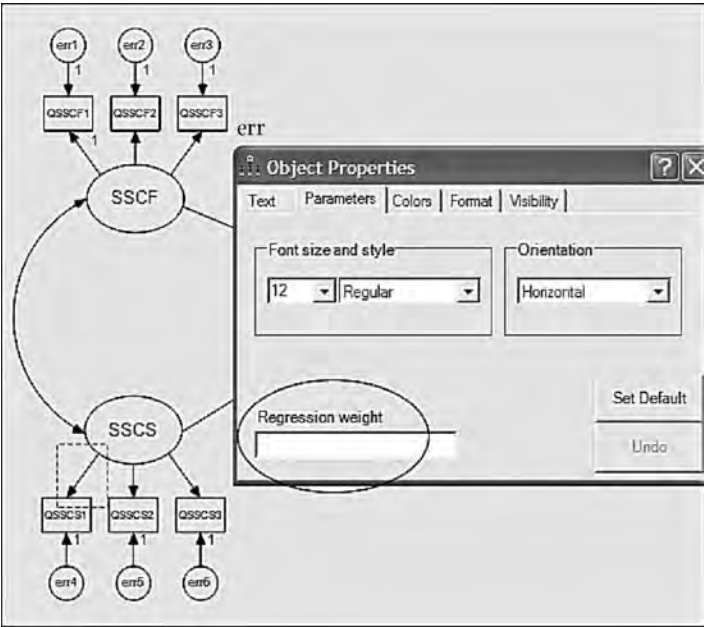 err1 err2 err3
1 1 1
QSSCF1 QSSCF2 QSSCF3
1
err
SSCF
Object Properties
Text Parameters Colors Format Visibility
Font size and style Orientation
12 Regular Horizontal
Set Default
Regression weight
Undo
SSCS
QSSCS1 QSSCS2 QSSCS3
1 1 1
err4 err5 err6